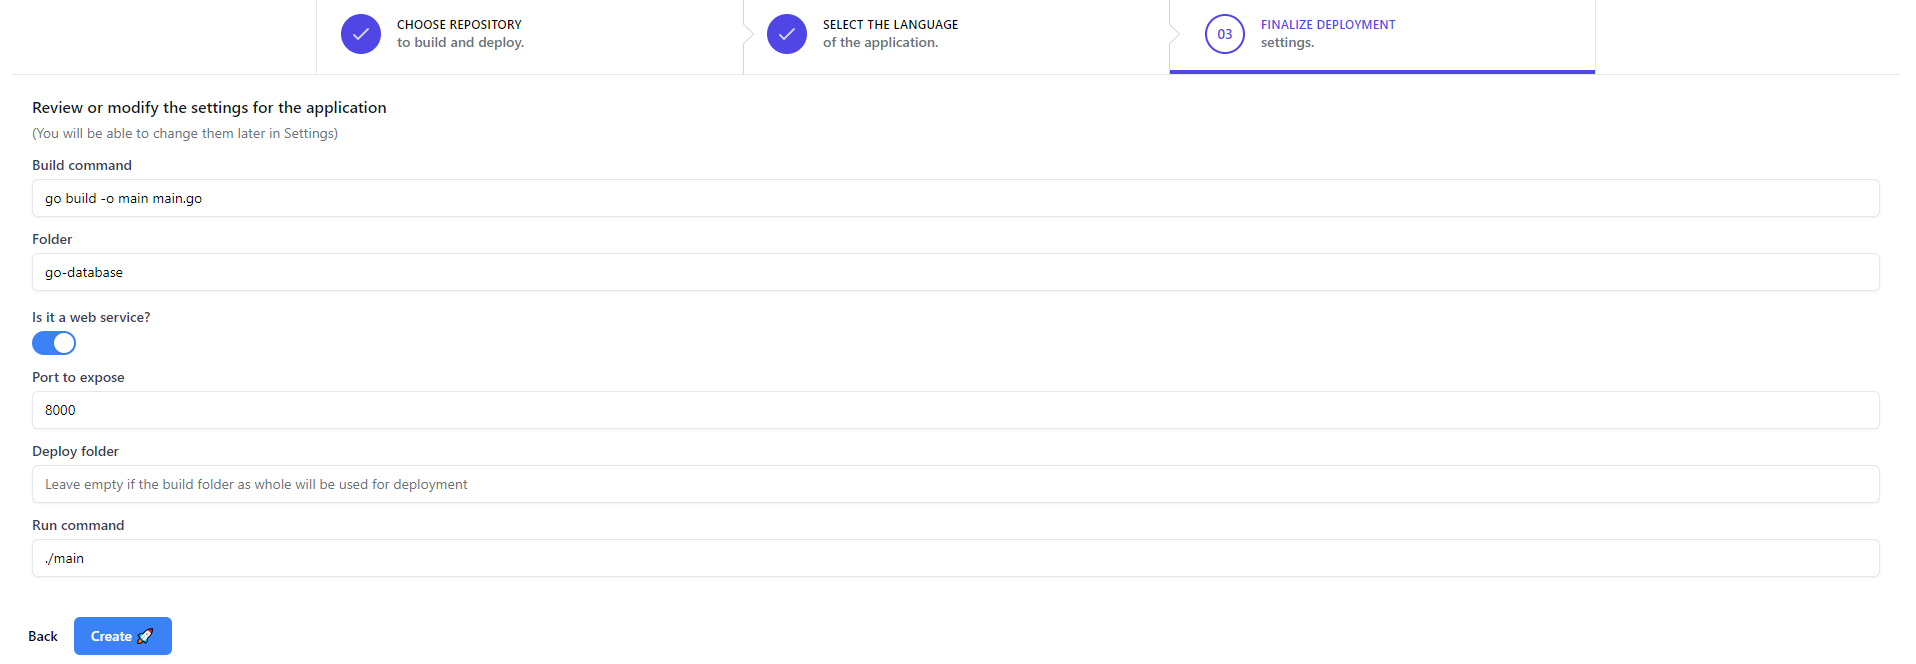 CHOOSE REPOSITORY
to build and deploy.
SELECT THE LANGUAGE
of the application.
03
FINALIZE DEPLOYMENT
settings.
Review or modify the settings for the application
(You will be able to change them later in Settings)
Build command
go build -o main main.go
Folder
go-database
Is it a web service?
Port to expose
8000
Deploy folder
Leave empty if the build folder as whole will be used for deployment
Run command
./main
Back
Create 🚀